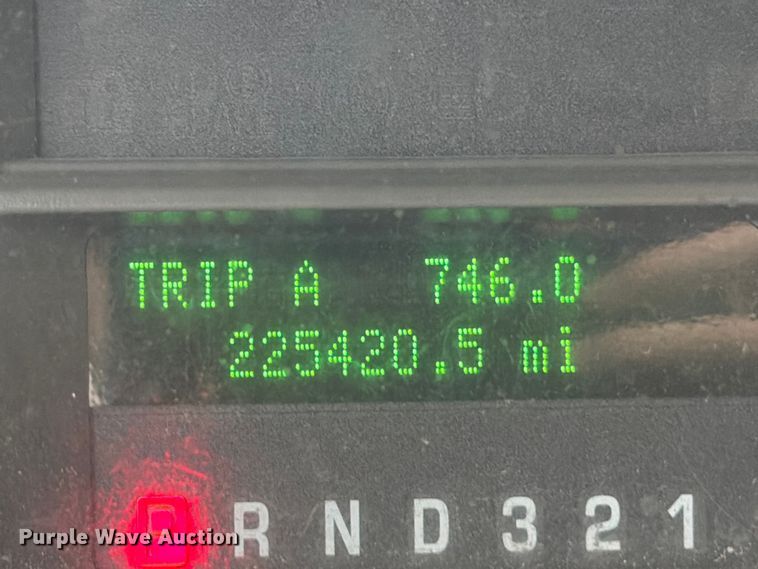 TRIP A 746.0
225420.5 mi
P R N D 3 2 1
Purple Wave Auction